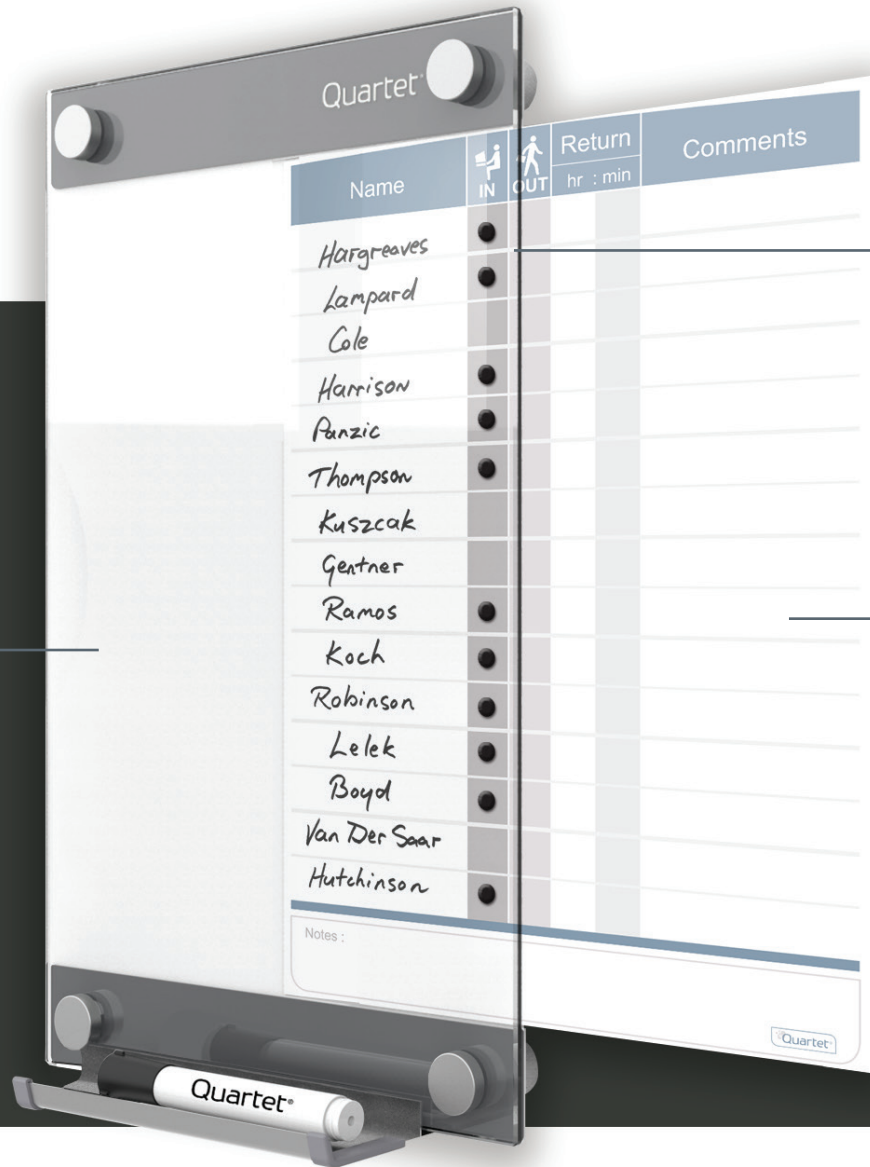 Quartet
Name IN OUT Return Comments
hr : min
Hargreaves
Lampard
Cole
Harrison
Panzic
Thompson
Kuszcak
Gentner
Ramos
Koch
Robinson
Lelek
Boyd
Van Der Saar
Hutchinson
Notes :
Quartet
Quartet